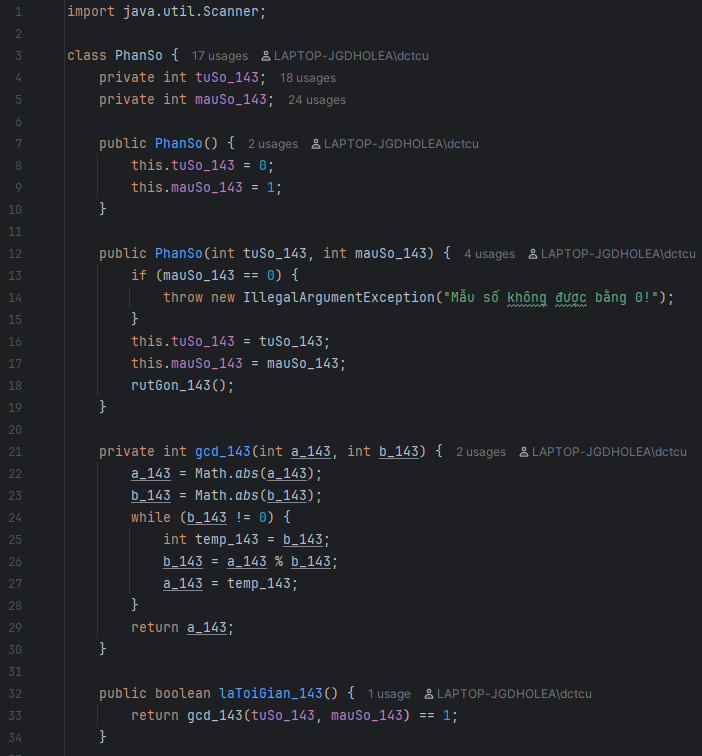 1 import java.util.Scanner;
2
3 class PhanSo { 17 usages LAPTOP-JGDHOLEA\dctcu
4 private int tuSo_143; 18 usages
5 private int mauSo_143; 24 usages
6
7 public PhanSo() { 2 usages LAPTOP-JGDHOLEA\dctcu
8 this.tuSo_143 = 0;
9 this.mauSo_143 = 1;
10 }
11
12 public PhanSo(int tuSo_143, int mauSo_143) { 4 usages LAPTOP-JGDHOLEA\dctcu
13 if (mauSo_143 == 0) {
14 throw new IllegalArgumentException("Mẫu số không được bằng 0!");
15 }
16 this.tuSo_143 = tuSo_143;
17 this.mauSo_143 = mauSo_143;
18 rutGon_143();
19 }
20
21 private int gcd_143(int a_143, int b_143) { 2 usages LAPTOP-JGDHOLEA\dctcu
22 a_143 = Math.abs(a_143);
23 b_143 = Math.abs(b_143);
24 while (b_143 != 0) {
25 int temp_143 = b_143;
26 b_143 = a_143 % b_143;
27 a_143 = temp_143;
28 }
29 return a_143;
30 }
31
32 public boolean laToiGian_143() { 1 usage LAPTOP-JGDHOLEA\dctcu
33 return gcd_143(tuSo_143, mauSo_143) == 1;
34 }